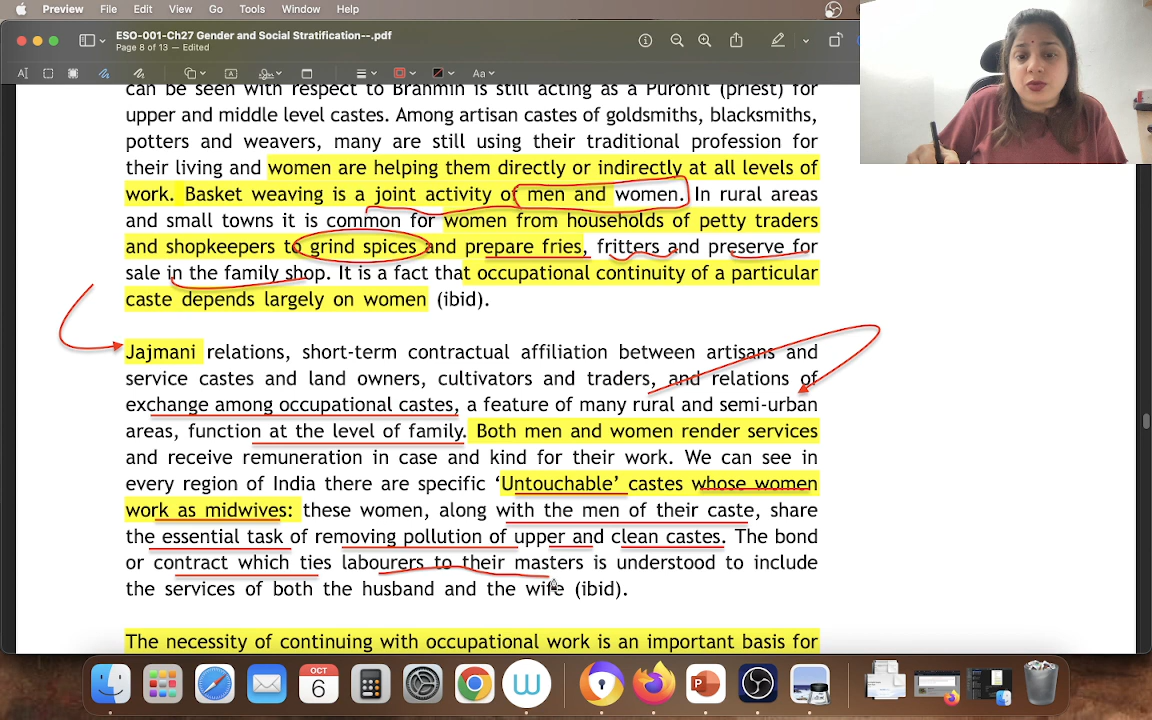 Preview File Edit View Go Tools Window Help
ESO-001-Ch27 Gender and Social Stratification--.pdf
Page 8 of 13 — Edited
can be seen with respect to Brahmin is still acting as a Purohit (priest) for
upper and middle level castes. Among artisan castes of goldsmiths, blacksmiths,
potters and weavers, many are still using their traditional profession for
their living and women are helping them directly or indirectly at all levels of
work. Basket weaving is a joint activity of men and women. In rural areas
and small towns it is common for women from households of petty traders
and shopkeepers to grind spices and prepare fries, fritters and preserve for
sale in the family shop. It is a fact that occupational continuity of a particular
caste depends largely on women (ibid).
Jajmani relations, short-term contractual affiliation between artisans and
service castes and land owners, cultivators and traders, and relations of
exchange among occupational castes, a feature of many rural and semi-urban
areas, function at the level of family. Both men and women render services
and receive remuneration in case and kind for their work. We can see in
every region of India there are specific ‘Untouchable’ castes whose women
work as midwives: these women, along with the men of their caste, share
the essential task of removing pollution of upper and clean castes. The bond
or contract which ties labourers to their masters is understood to include
the services of both the husband and the wife (ibid).
The necessity of continuing with occupational work is an important basis for
OCT
6